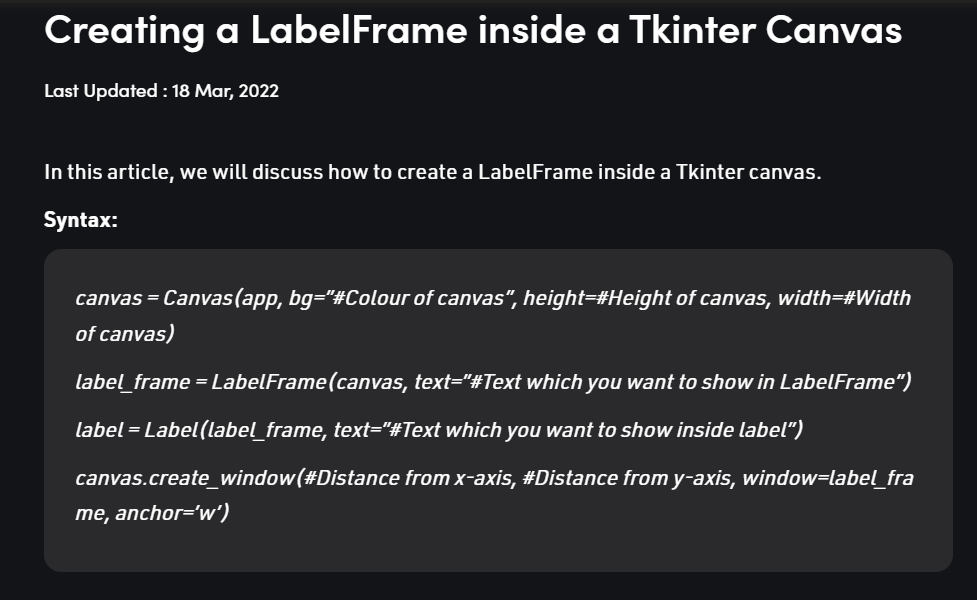 Creating a LabelFrame inside a Tkinter Canvas
Last Updated : 18 Mar, 2022
In this article, we will discuss how to create a LabelFrame inside a Tkinter canvas.
Syntax:
canvas = Canvas(app, bg=”#Colour of canvas”, height=#Height of canvas, width=#Width
of canvas)
label_frame = LabelFrame(canvas, text=”#Text which you want to show in LabelFrame”)
label = Label(label_frame, text=”#Text which you want to show inside label”)
canvas.create_window(#Distance from x-axis, #Distance from y-axis, window=label_fra
me, anchor=’w’)